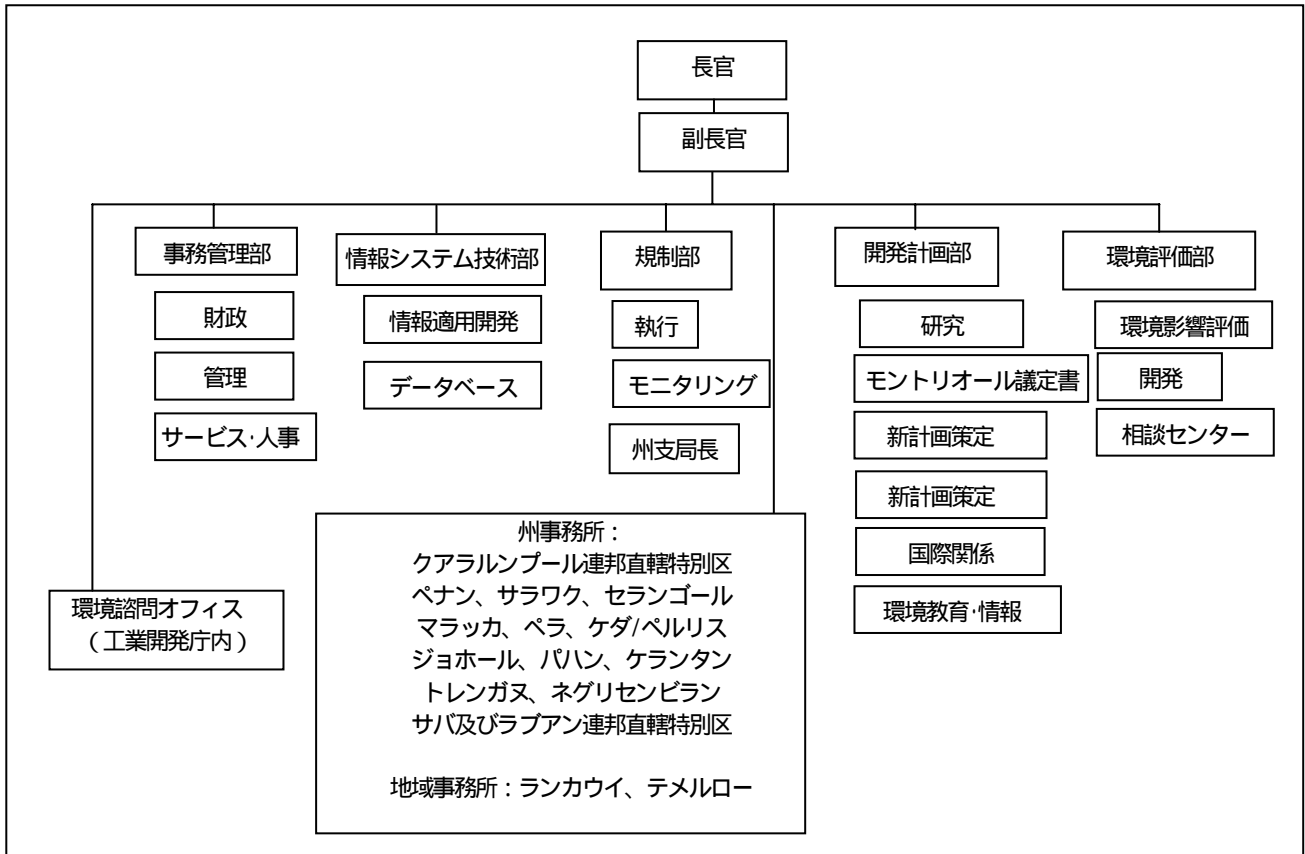 長官
副長官
事務管理部
財政
管理
サービス・人事
情報システム技術部
情報適用開発
データベース
規制部
執行
モニタリング
州支局長
開発計画部
研究
モントリオール議定書
新計画策定
新計画策定
国際関係
環境教育・情報
環境評価部
環境影響評価
開発
相談センター
環境諮問オフィス
（工業開発庁内）
州事務所：
クアラルンプール連邦直轄特別区
ペナン、サラワク、セランゴール
マラッカ、ペラ、ケダ/ペルリス
ジョホール、パハン、ケランタン
トレンガヌ、ネグリセンビラン
サバ及びラブアン連邦直轄特別区
地域事務所：ランカウイ、テメルロー